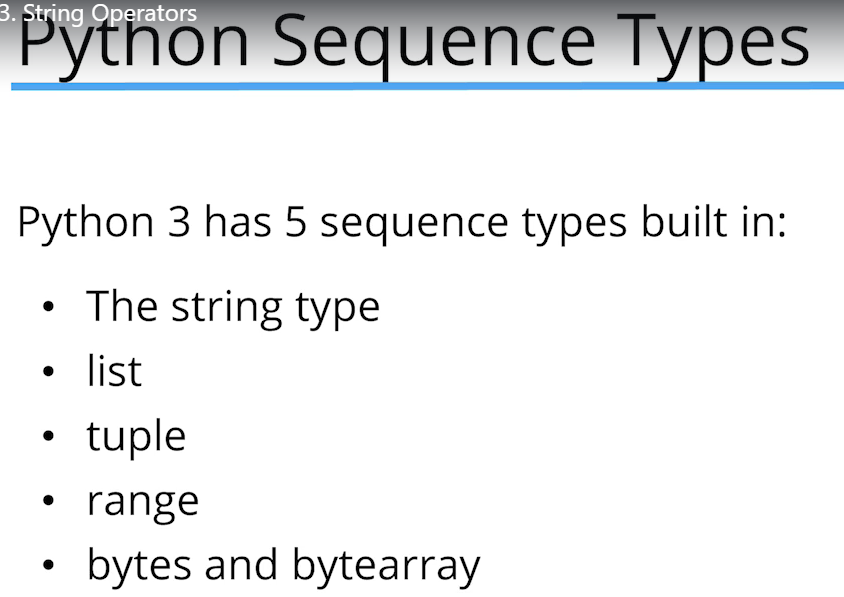 3. String Operators
Python Sequence Types
Python 3 has 5 sequence types built in:
• The string type
• list
• tuple
• range
• bytes and bytearray